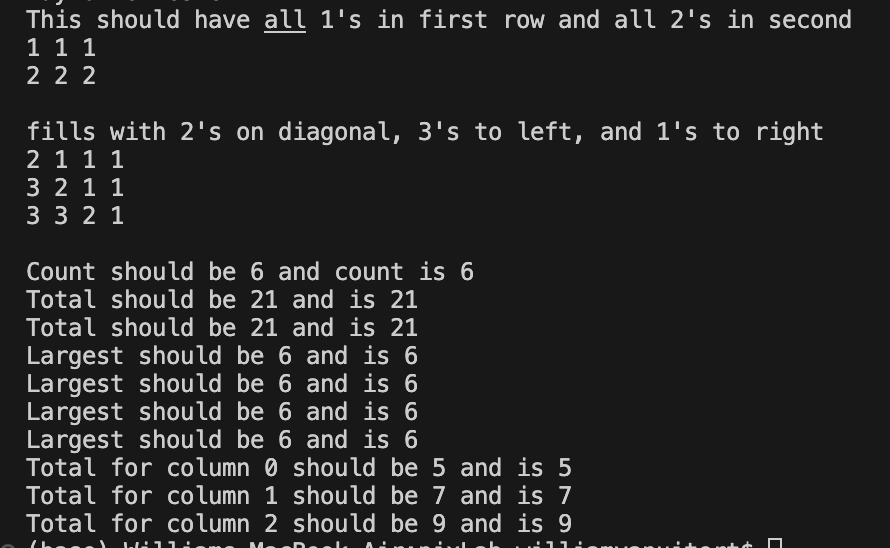 This should have all 1's in first row and all 2's in second
1 1 1
2 2 2
fills with 2's on diagonal, 3's to left, and 1's to right
2 1 1 1
3 2 1 1
3 3 2 1
Count should be 6 and count is 6
Total should be 21 and is 21
Total should be 21 and is 21
Largest should be 6 and is 6
Largest should be 6 and is 6
Largest should be 6 and is 6
Largest should be 6 and is 6
Total for column 0 should be 5 and is 5
Total for column 1 should be 7 and is 7
Total for column 2 should be 9 and is 9
(base) Williams-MacBook-Air:pixLab